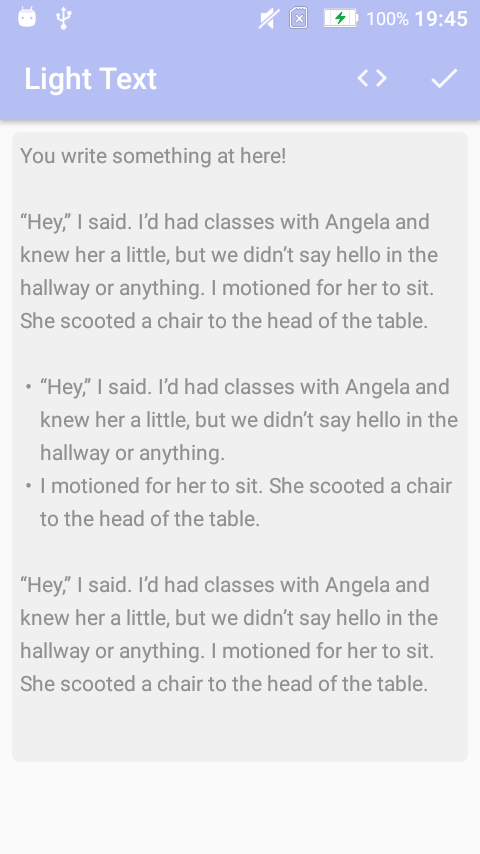 100% 19:45
Light Text
You write something at here!
“Hey,” I said. I’d had classes with Angela and
knew her a little, but we didn’t say hello in the
hallway or anything. I motioned for her to sit.
She scooted a chair to the head of the table.
• “Hey,” I said. I’d had classes with Angela and
knew her a little, but we didn’t say hello in the
hallway or anything.
• I motioned for her to sit. She scooted a chair
to the head of the table.
“Hey,” I said. I’d had classes with Angela and
knew her a little, but we didn’t say hello in the
hallway or anything. I motioned for her to sit.
She scooted a chair to the head of the table.